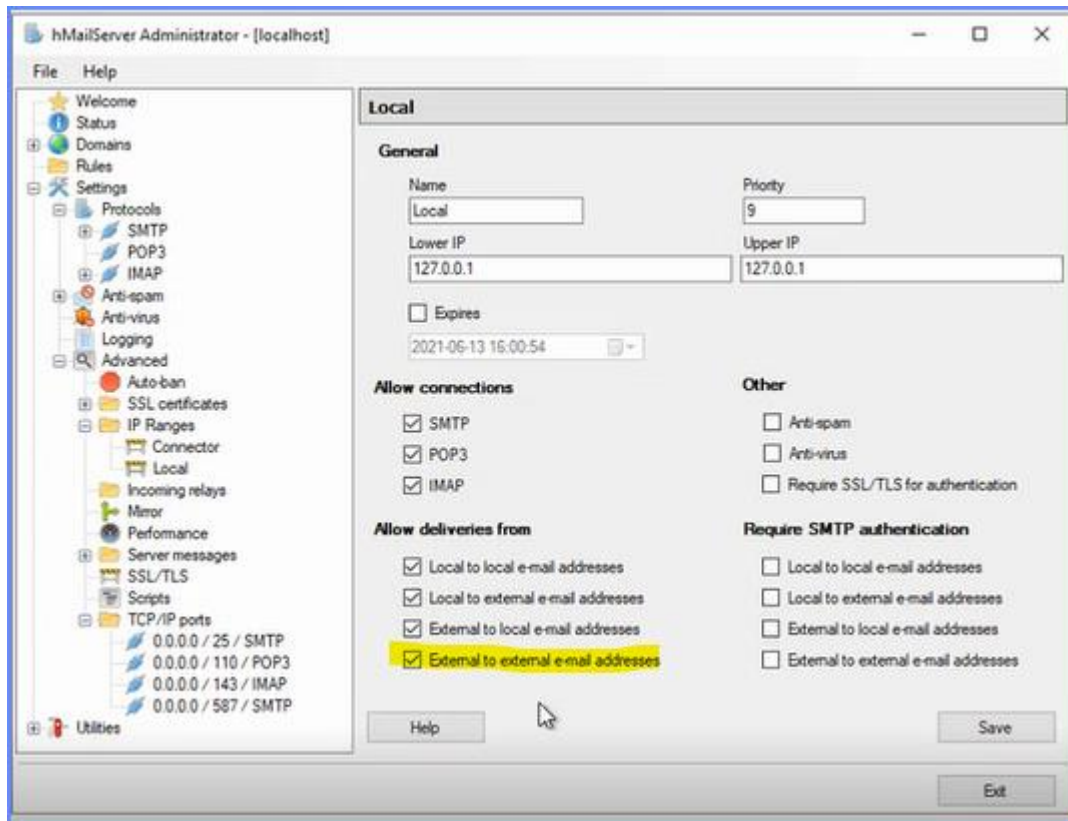 hMailServer Administrator - [localhost]
File Help
Welcome
Status
Domains
Rules
Settings
Protocols
SMTP
POP3
IMAP
Anti-spam
Anti-virus
Logging
Advanced
Auto-ban
SSL certificates
IP Ranges
Connector
Local
Incoming relays
Mirror
Performance
Server messages
SSL/TLS
Scripts
TCP/IP ports
0.0.0.0 / 25 / SMTP
0.0.0.0 / 110 / POP3
0.0.0.0 / 143 / IMAP
0.0.0.0 / 587 / SMTP
Utilities
Local
General
Name Priority
Local 9
Lower IP Upper IP
127.0.0.1 127.0.0.1
Expires
2021-06-13 16:00:54
Allow connections
SMTP
POP3
IMAP
Other
Anti-spam
Anti-virus
Require SSL/TLS for authentication
Allow deliveries from
Local to local e-mail addresses
Local to external e-mail addresses
External to local e-mail addresses
External to external e-mail addresses
Require SMTP authentication
Local to local e-mail addresses
Local to external e-mail addresses
External to local e-mail addresses
External to external e-mail addresses
Help Save
Exit